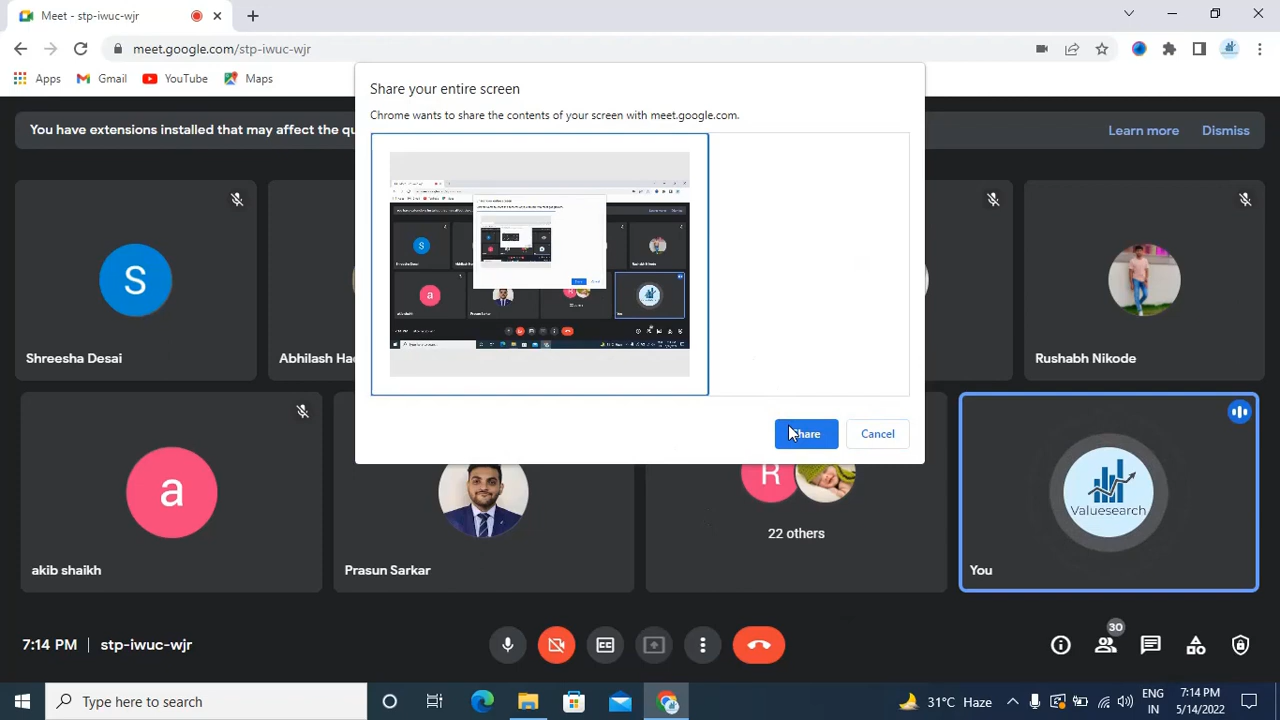 Meet - stp-iwuc-wjr
meet.google.com/stp-iwuc-wjr
Apps Gmail YouTube Maps
You have extensions installed that may affect the qu
Learn more Dismiss
Share your entire screen
Chrome wants to share the contents of your screen with meet.google.com.
Share Cancel
S
Shreesha Desai
Abhilash Ha
Rushabh Nikode
a
akib shaikh
Prasun Sarkar
R
22 others
Valuesearch
You
7:14 PM | stp-iwuc-wjr
30
Type here to search
31°C Haze
ENG
IN
7:14 PM
5/14/2022